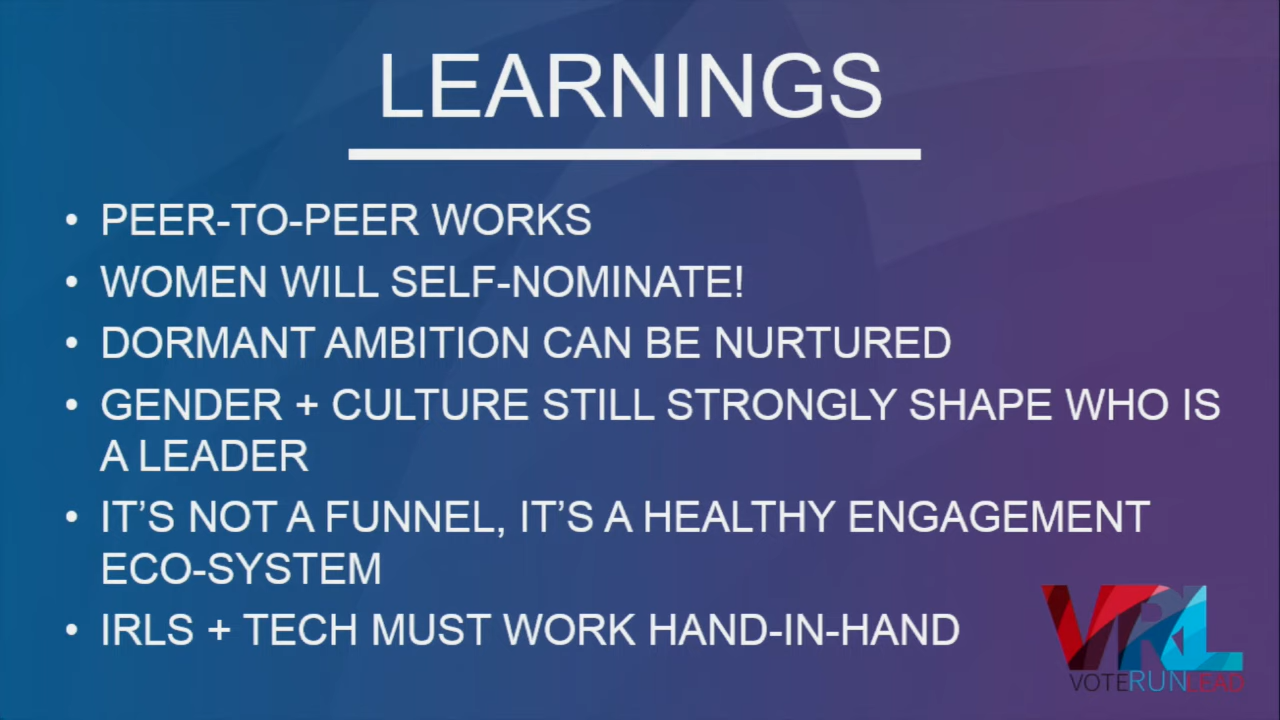 LEARNINGS
• PEER-TO-PEER WORKS
• WOMEN WILL SELF-NOMINATE!
• DORMANT AMBITION CAN BE NURTURED
• GENDER + CULTURE STILL STRONGLY SHAPE WHO IS
A LEADER
• IT'S NOT A FUNNEL, IT'S A HEALTHY ENGAGEMENT
ECO-SYSTEM
• IRLS + TECH MUST WORK HAND-IN-HAND
VRL
VOTERUNLEAD